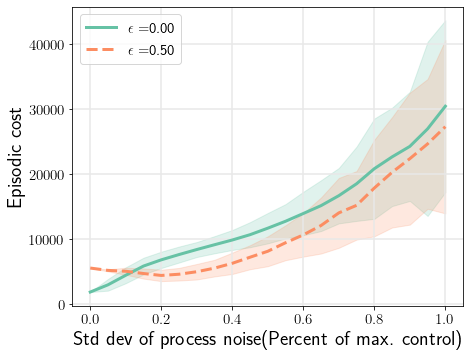 ϵ =0.00
ϵ =0.50
Episodic cost
40000
30000
20000
10000
0
0.0 0.2 0.4 0.6 0.8 1.0
Std dev of process noise(Percent of max. control)